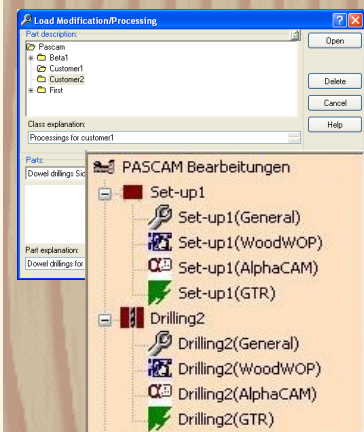 Load Modification/Processing
Part description:
Pascam
Beta1
Customer1
Customer2
First
Open
Delete
Cancel
Help
Class explanation:
Processings for customer1
Parts:
Dowel drillings
Part explanation:
Dowel drillings for
PASCAM Bearbeitungen
Set-up1
Set-up1(General)
Set-up1(WoodWOP)
Set-up1(AlphaCAM)
Set-up1(GTR)
Drilling2
Drilling2(General)
Drilling2(WoodWOP)
Drilling2(AlphaCAM)
Drilling2(GTR)